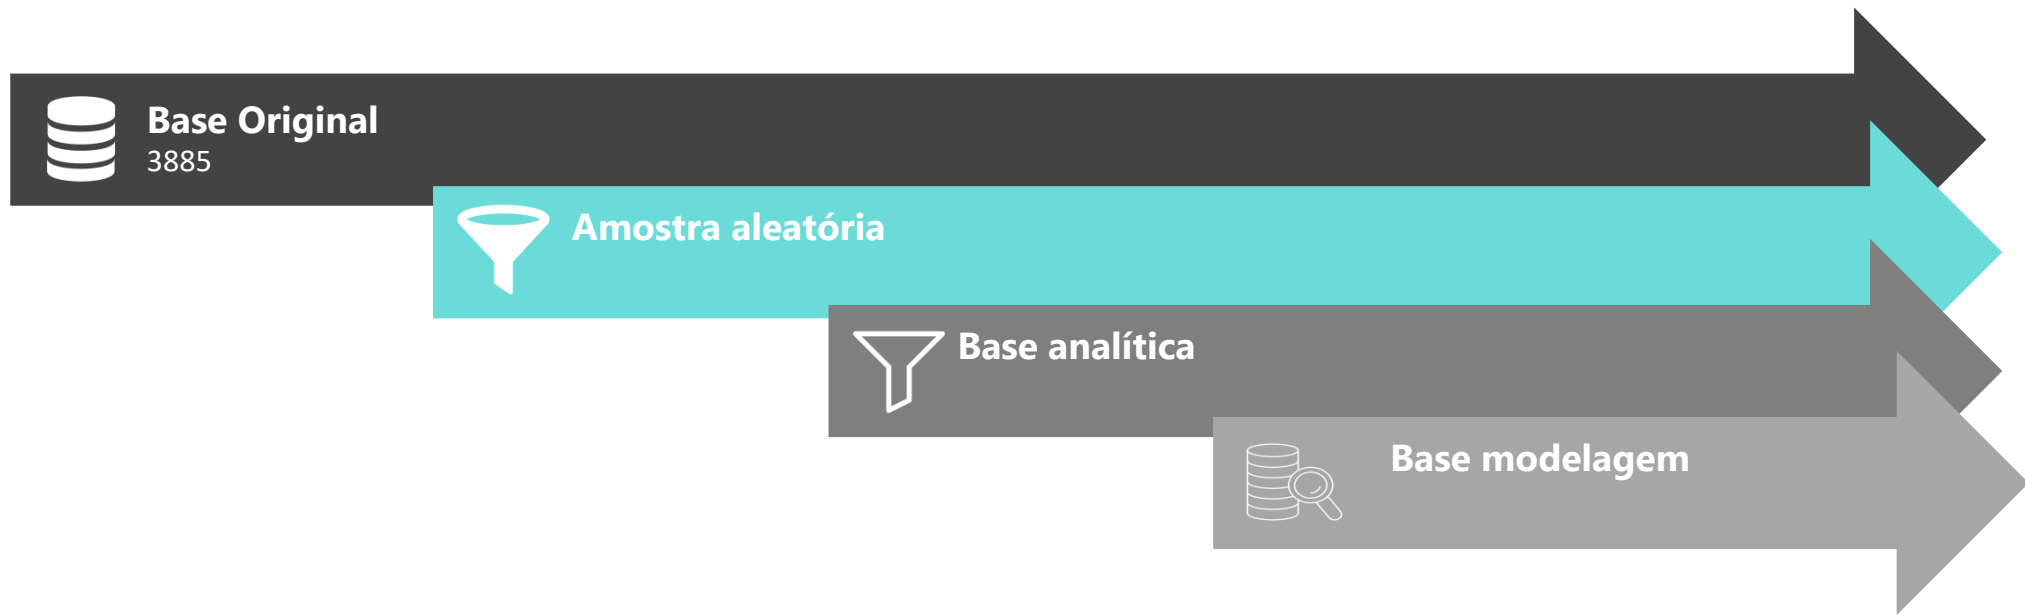 Base Original
3885
Amostra aleatória
Base analítica
Base modelagem